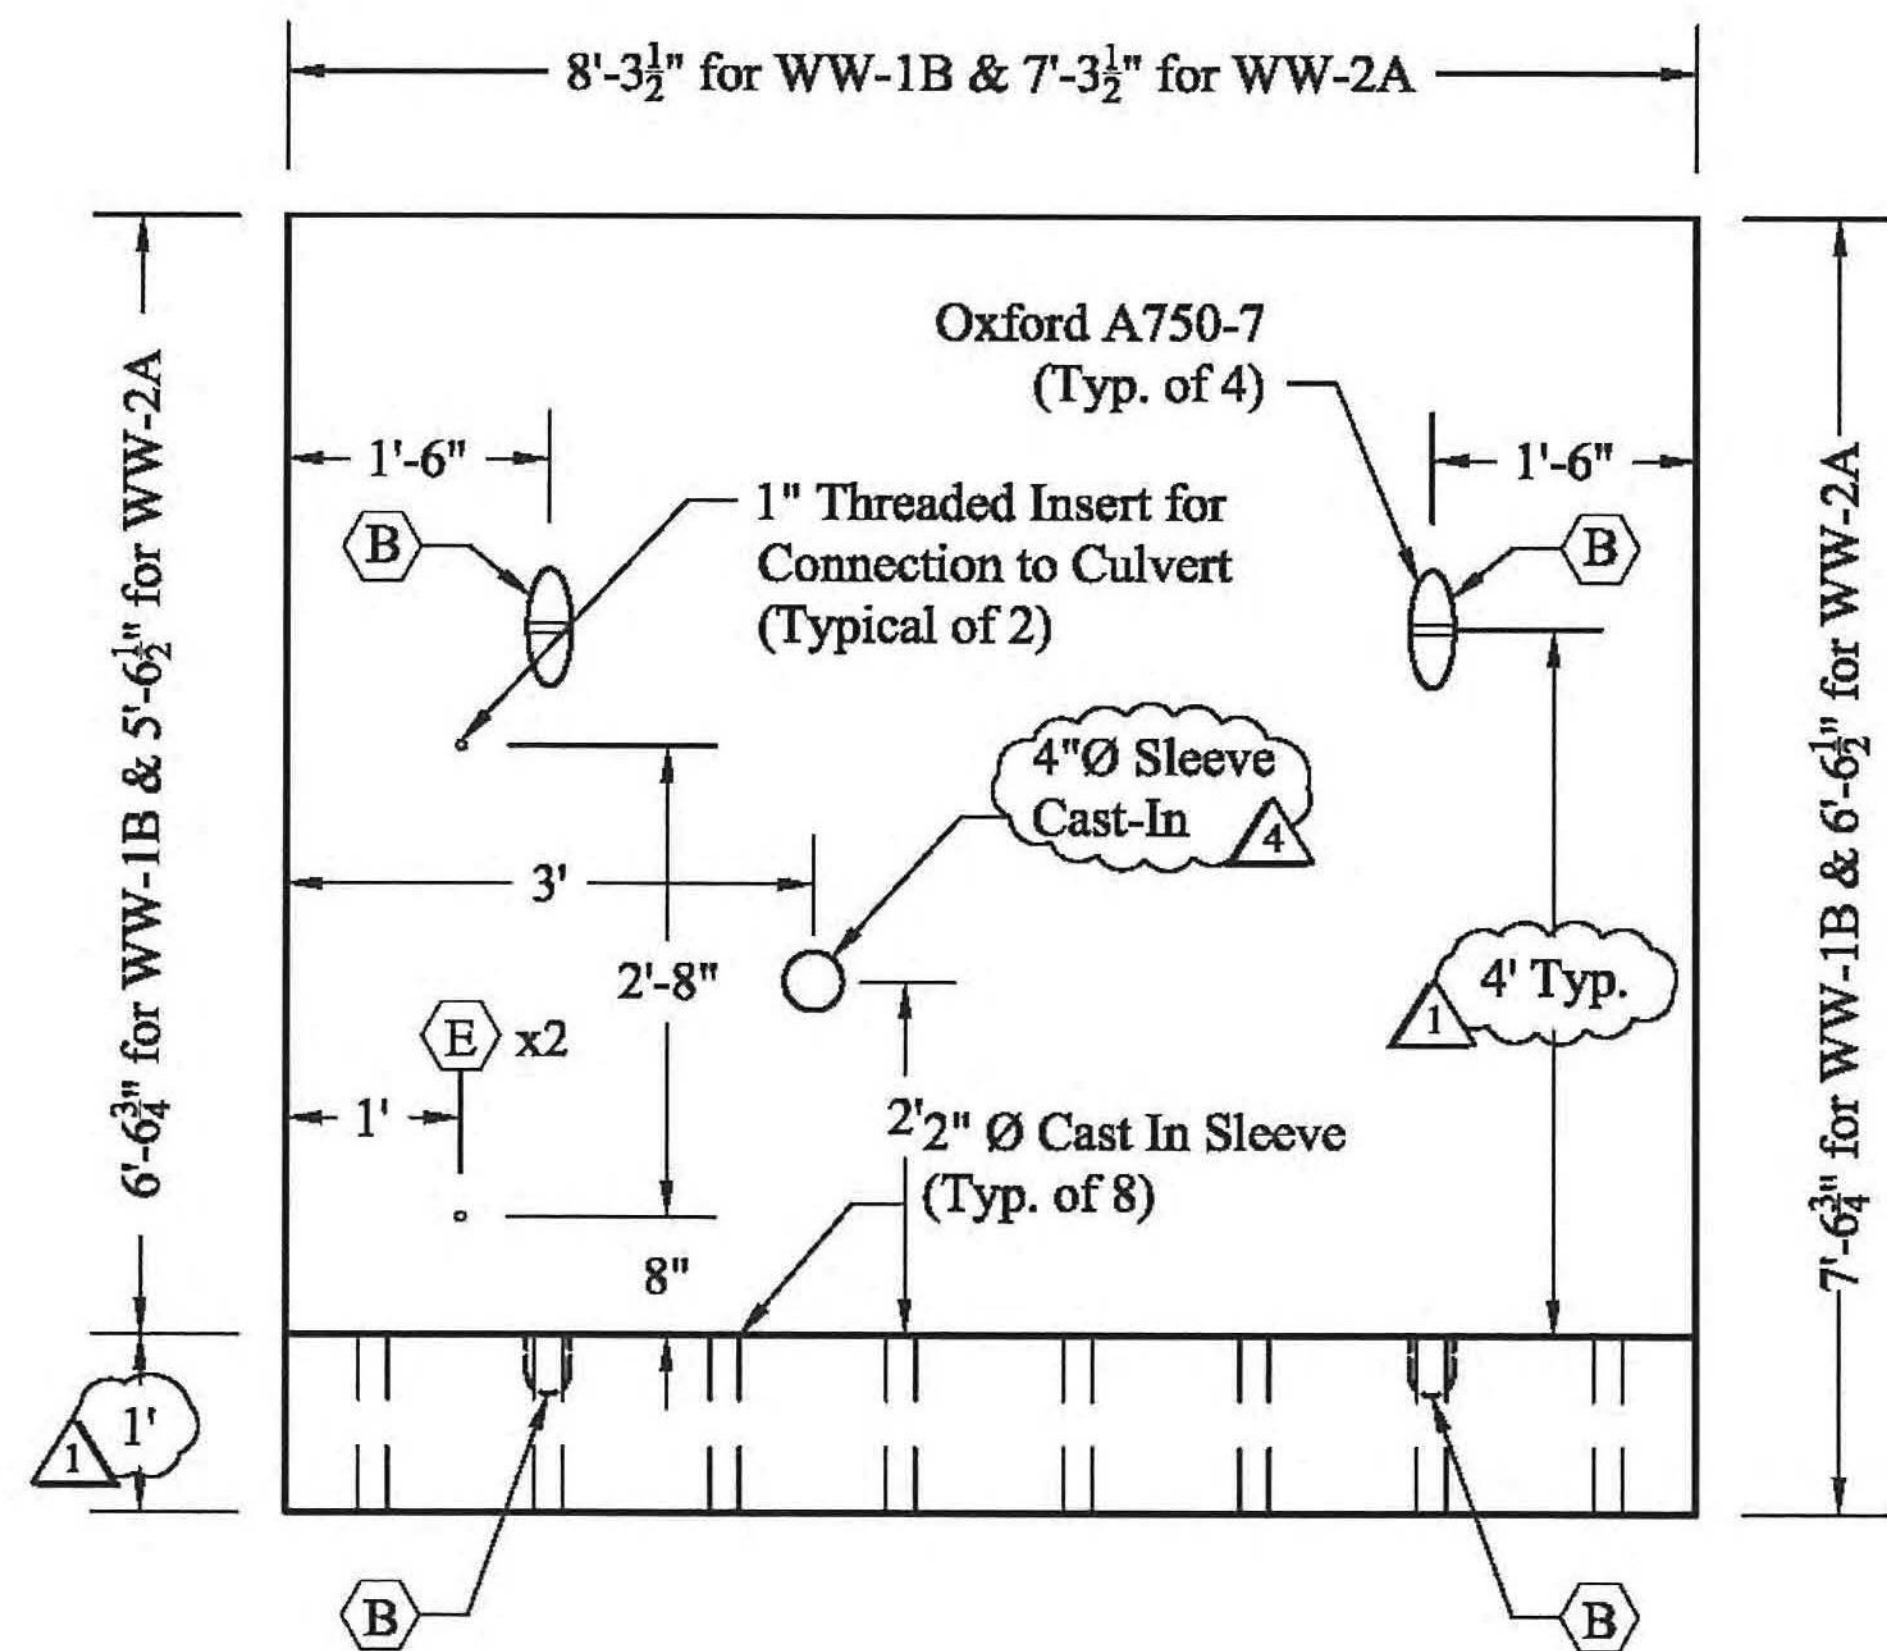 8'-3½" for WW-1B & 7'-3½" for WW-2A
6'-6¾" for WW-1B & 5'-6½" for WW-2A
7'-6¾" for WW-1B & 6'-6½" for WW-2A
Oxford A750-7
(Typ. of 4)
1'-6"
1'-6"
B
1" Threaded Insert for
Connection to Culvert
(Typical of 2)
B
4"Ø Sleeve
Cast-In
4
3'
2'-8"
4' Typ.
1
E x2
1'
2'
2" Ø Cast In Sleeve
(Typ. of 8)
8"
1'
1
B
B